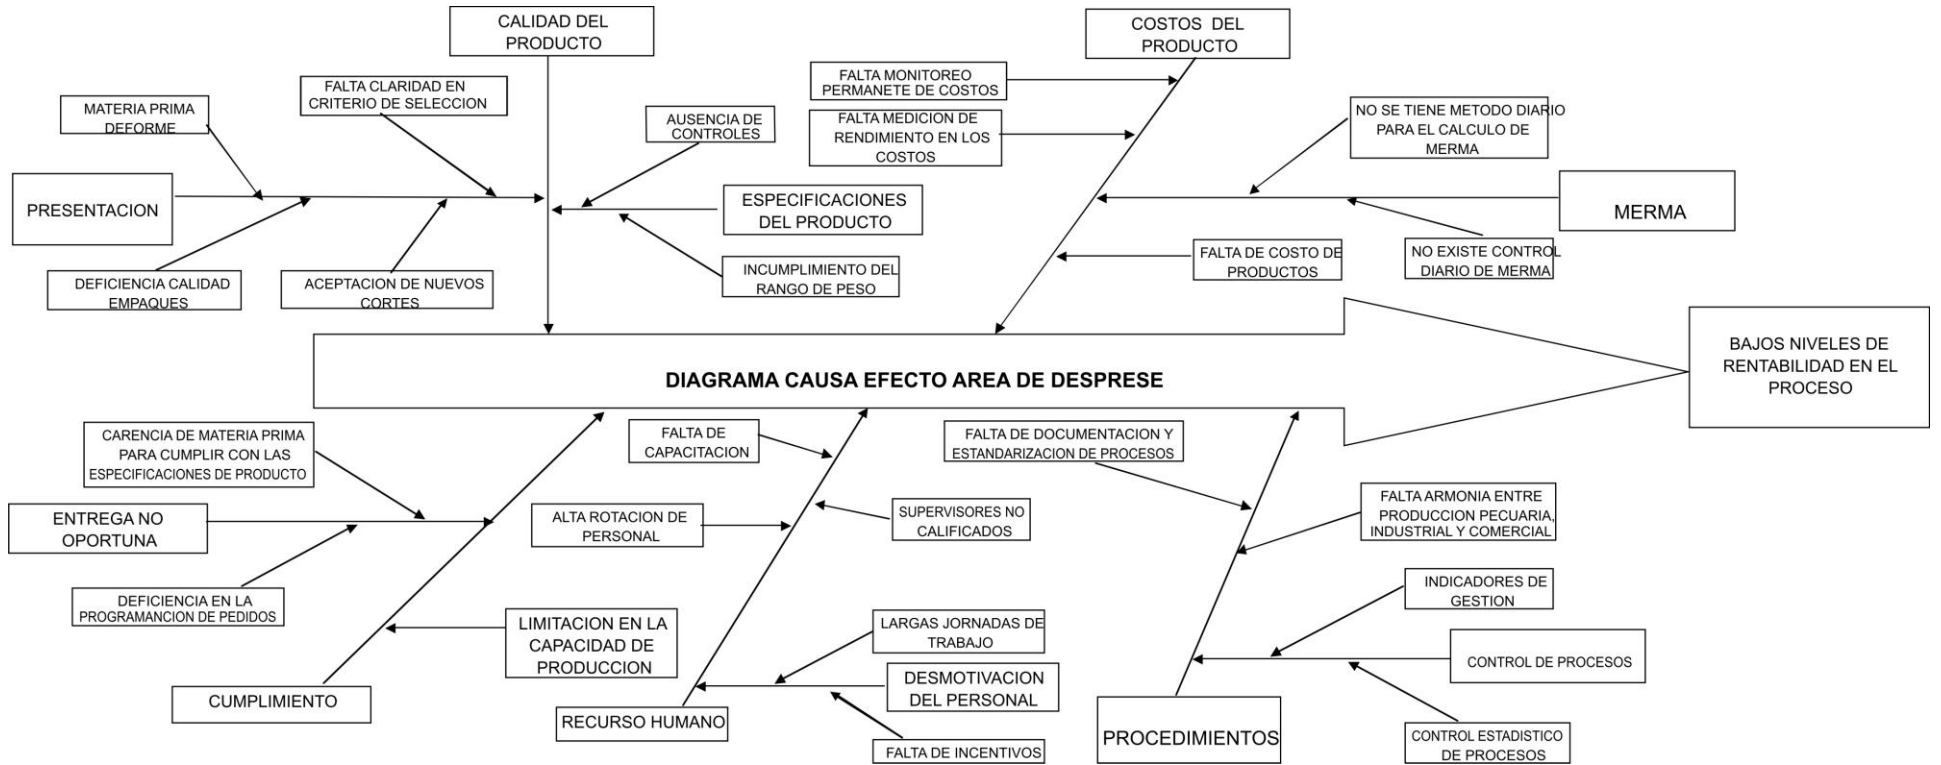 CALIDAD DEL
PRODUCTO
COSTOS DEL
PRODUCTO
FALTA CLARIDAD EN
CRITERIO DE SELECCION
MATERIA PRIMA
DEFORME
AUSENCIA DE
CONTROLES
PRESENTACION
ESPECIFICACIONES
DEL PRODUCTO
DEFICIENCIA CALIDAD
EMPAQUES
ACEPTACION DE NUEVOS
CORTES
INCUMPLIMIENTO DEL
RANGO DE PESO
FALTA MONITOREO
PERMANETE DE COSTOS
FALTA MEDICION DE
RENDIMIENTO EN LOS
COSTOS
NO SE TIENE METODO DIARIO
PARA EL CALCULO DE
MERMA
MERMA
FALTA DE COSTO DE
PRODUCTOS
NO EXISTE CONTROL
DIARIO DE MERMA
DIAGRAMA CAUSA EFECTO AREA DE DESPRESE
BAJOS NIVELES DE
RENTABILIDAD EN EL
PROCESO
CARENCIA DE MATERIA PRIMA
PARA CUMPLIR CON LAS
ESPECIFICACIONES DE PRODUCTO
ENTREGA NO
OPORTUNA
DEFICIENCIA EN LA
PROGRAMANCION DE PEDIDOS
LIMITACION EN LA
CAPACIDAD DE
PRODUCCION
CUMPLIMIENTO
FALTA DE
CAPACITACION
ALTA ROTACION DE
PERSONAL
SUPERVISORES NO
CALIFICADOS
LARGAS JORNADAS DE
TRABAJO
DESMOTIVACION
DEL PERSONAL
RECURSO HUMANO
FALTA DE INCENTIVOS
FALTA DE DOCUMENTACION Y
ESTANDARIZACION DE PROCESOS
FALTA ARMONIA ENTRE
PRODUCCION PECUARIA,
INDUSTRIAL Y COMERCIAL
INDICADORES DE
GESTION
CONTROL DE PROCESOS
PROCEDIMIENTOS
CONTROL ESTADISTICO
DE PROCESOS